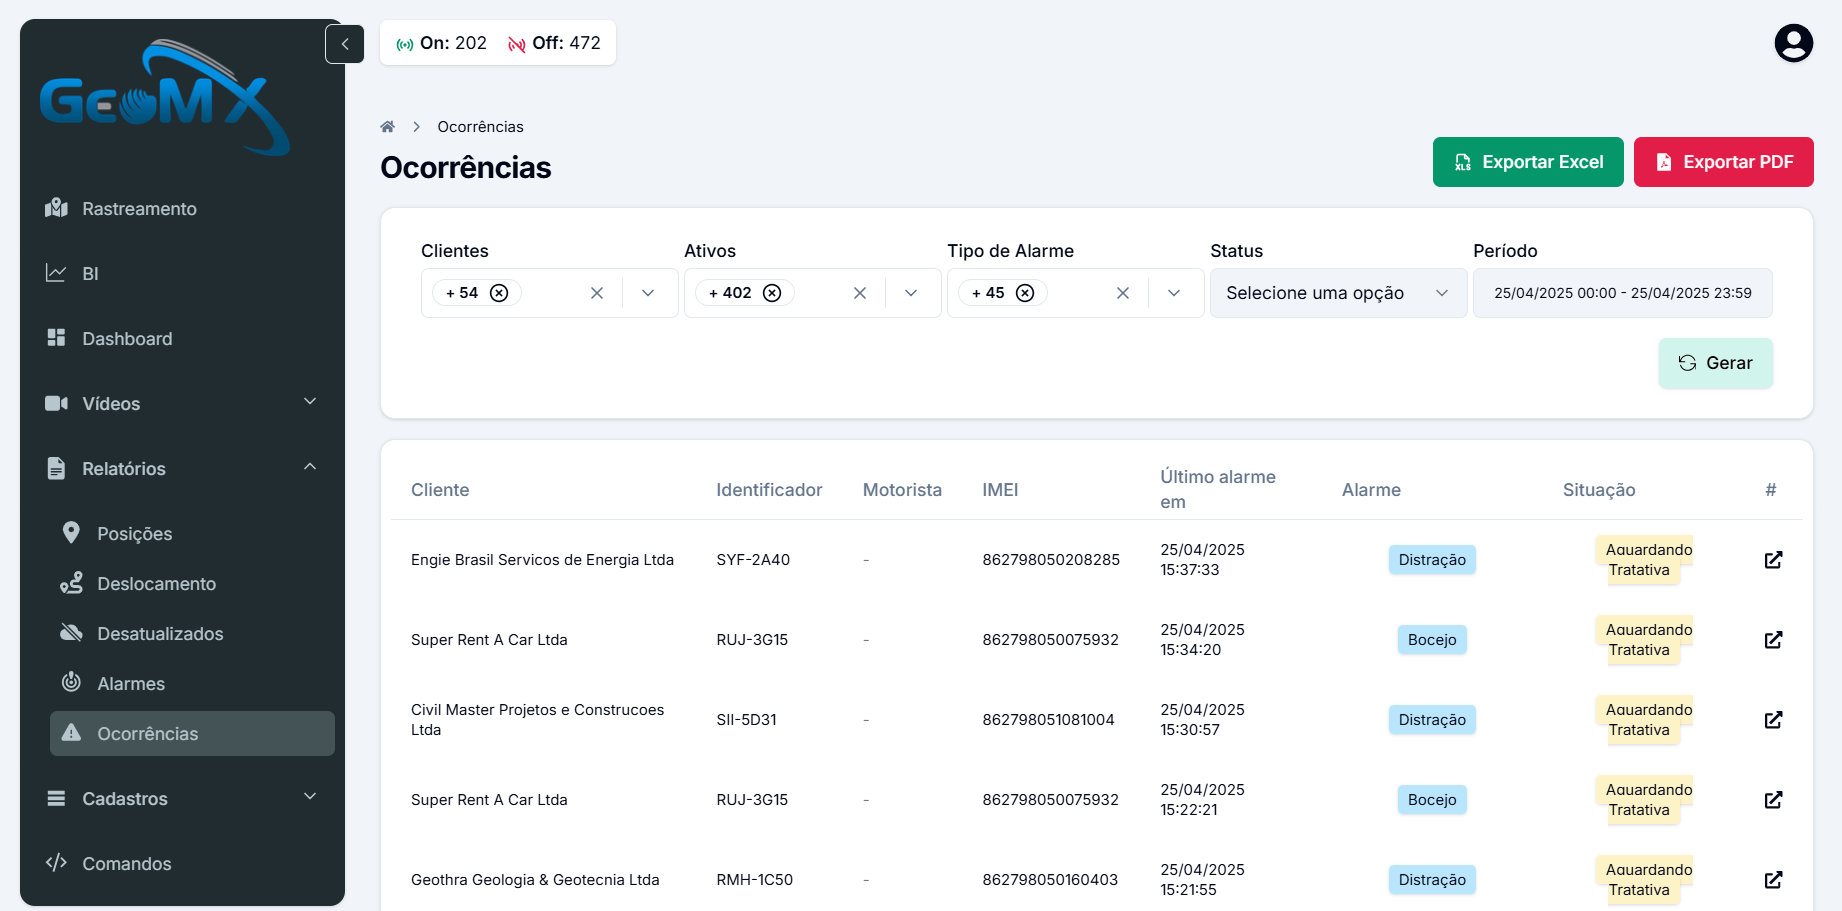 GeoMX
On: 202
Off: 472
Rastreamento
BI
Dashboard
Vídeos
Relatórios
Posições
Deslocamento
Desatualizados
Alarmes
Ocorrências
Cadastros
Comandos
Ocorrências
Ocorrências
XLS Exportar Excel
Exportar PDF
Clientes
+ 54
Ativos
+ 402
Tipo de Alarme
+ 45
Status
Selecione uma opção
Período
25/04/2025 00:00 - 25/04/2025 23:59
Gerar
Cliente Identificador Motorista IMEI Último alarme em Alarme Situação #
Engie Brasil Servicos de Energia Ltda SYF-2A40 - 862798050208285 25/04/2025 15:37:33 Distração Aguardando Tratativa
Super Rent A Car Ltda RUJ-3G15 - 862798050075932 25/04/2025 15:34:20 Bocejo Aguardando Tratativa
Civil Master Projetos e Construcoes Ltda SII-5D31 - 862798051081004 25/04/2025 15:30:57 Distração Aguardando Tratativa
Super Rent A Car Ltda RUJ-3G15 - 862798050075932 25/04/2025 15:22:21 Bocejo Aguardando Tratativa
Geothra Geologia & Geotecnia Ltda RMH-1C50 - 862798050160403 25/04/2025 15:21:55 Distração Aguardando Tratativa